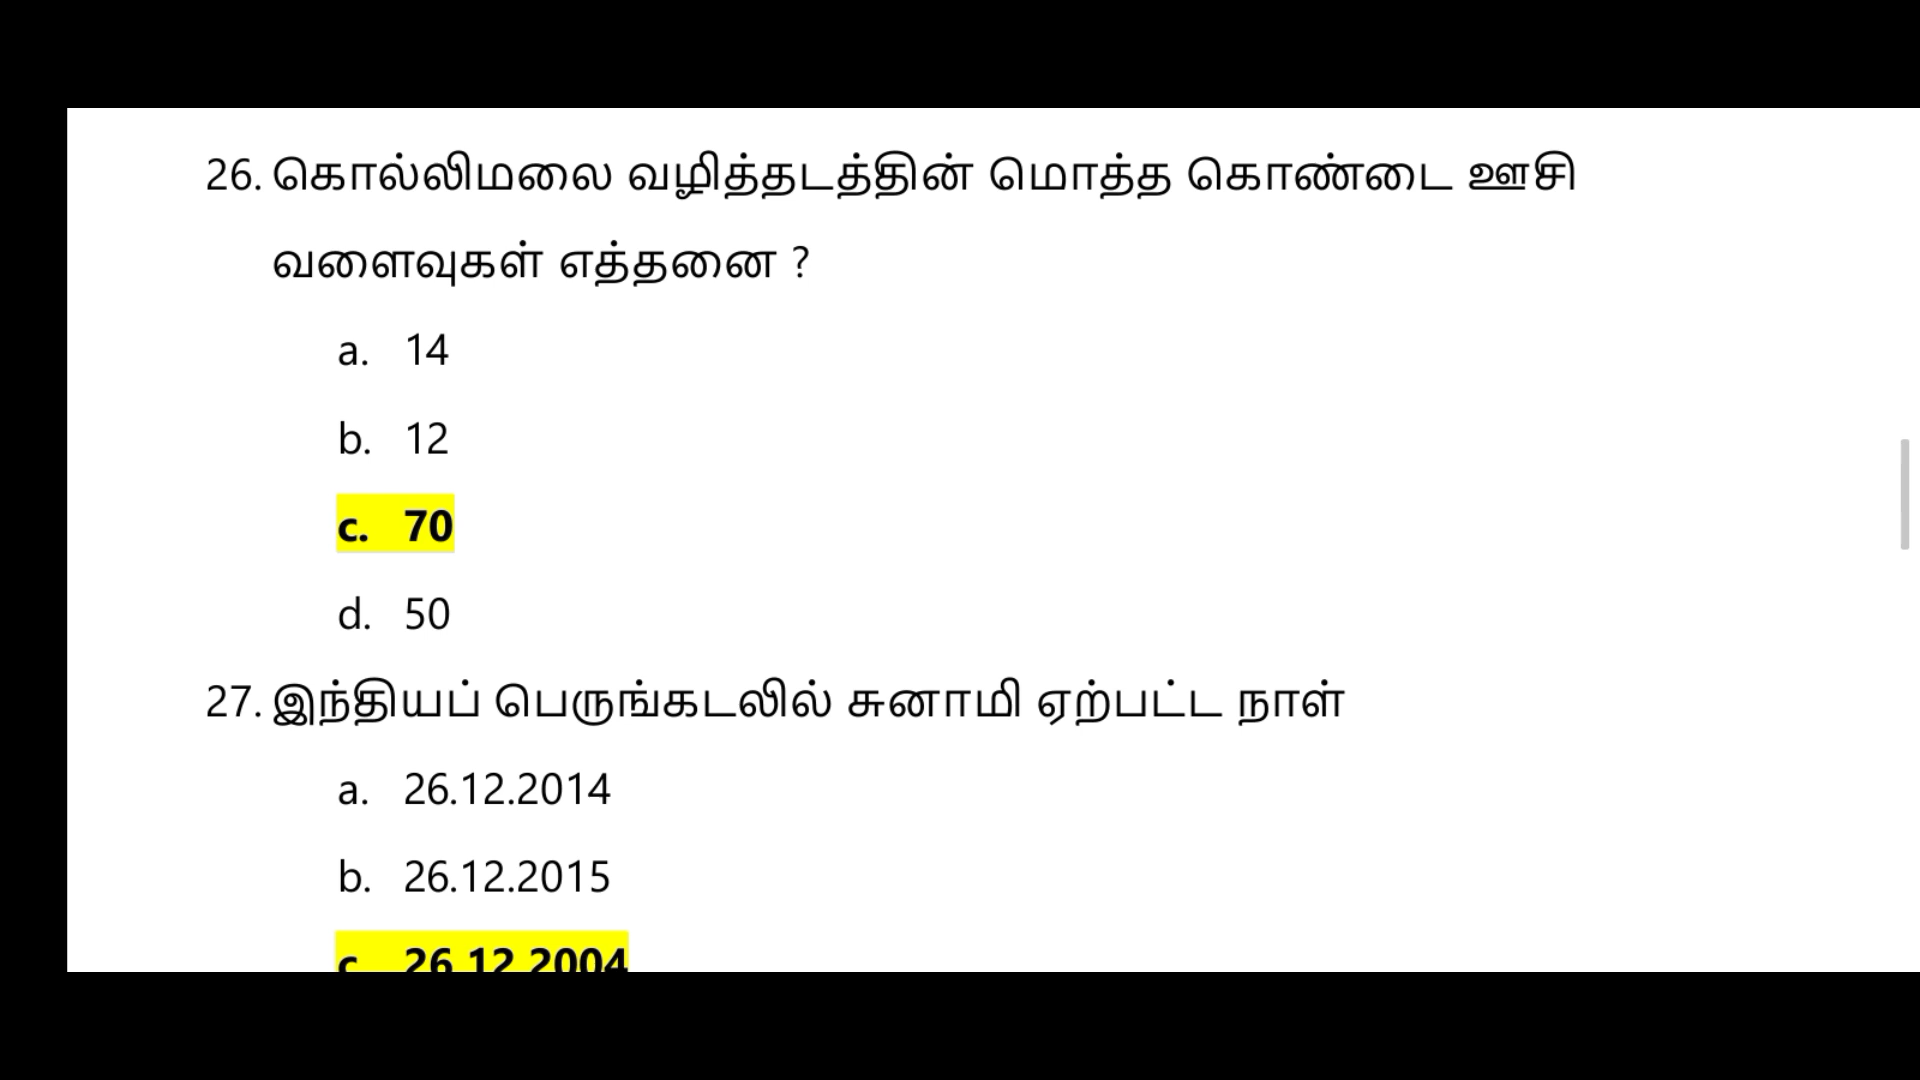 26. கொல்லிமலை வழித்தடத்தின் மொத்த கொண்டை ஊசி
வளைவுகள் எத்தனை ?
a. 14
b. 12
c. 70
d. 50
27. இந்தியப் பெருங்கடலில் சுனாமி ஏற்பட்ட நாள்
a. 26.12.2014
b. 26.12.2015
c. 26.12.2004